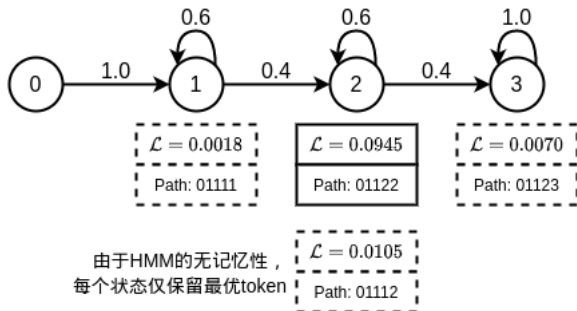 0.6 0.6 1.0
0 1.0 1 0.4 2 0.4 3
ℒ = 0.0018 ℒ = 0.0945 ℒ = 0.0070
Path: 01111 Path: 01122 Path: 01123
ℒ = 0.0105
由于HMM的无记忆性，
每个状态仅保留最优token
Path: 01112